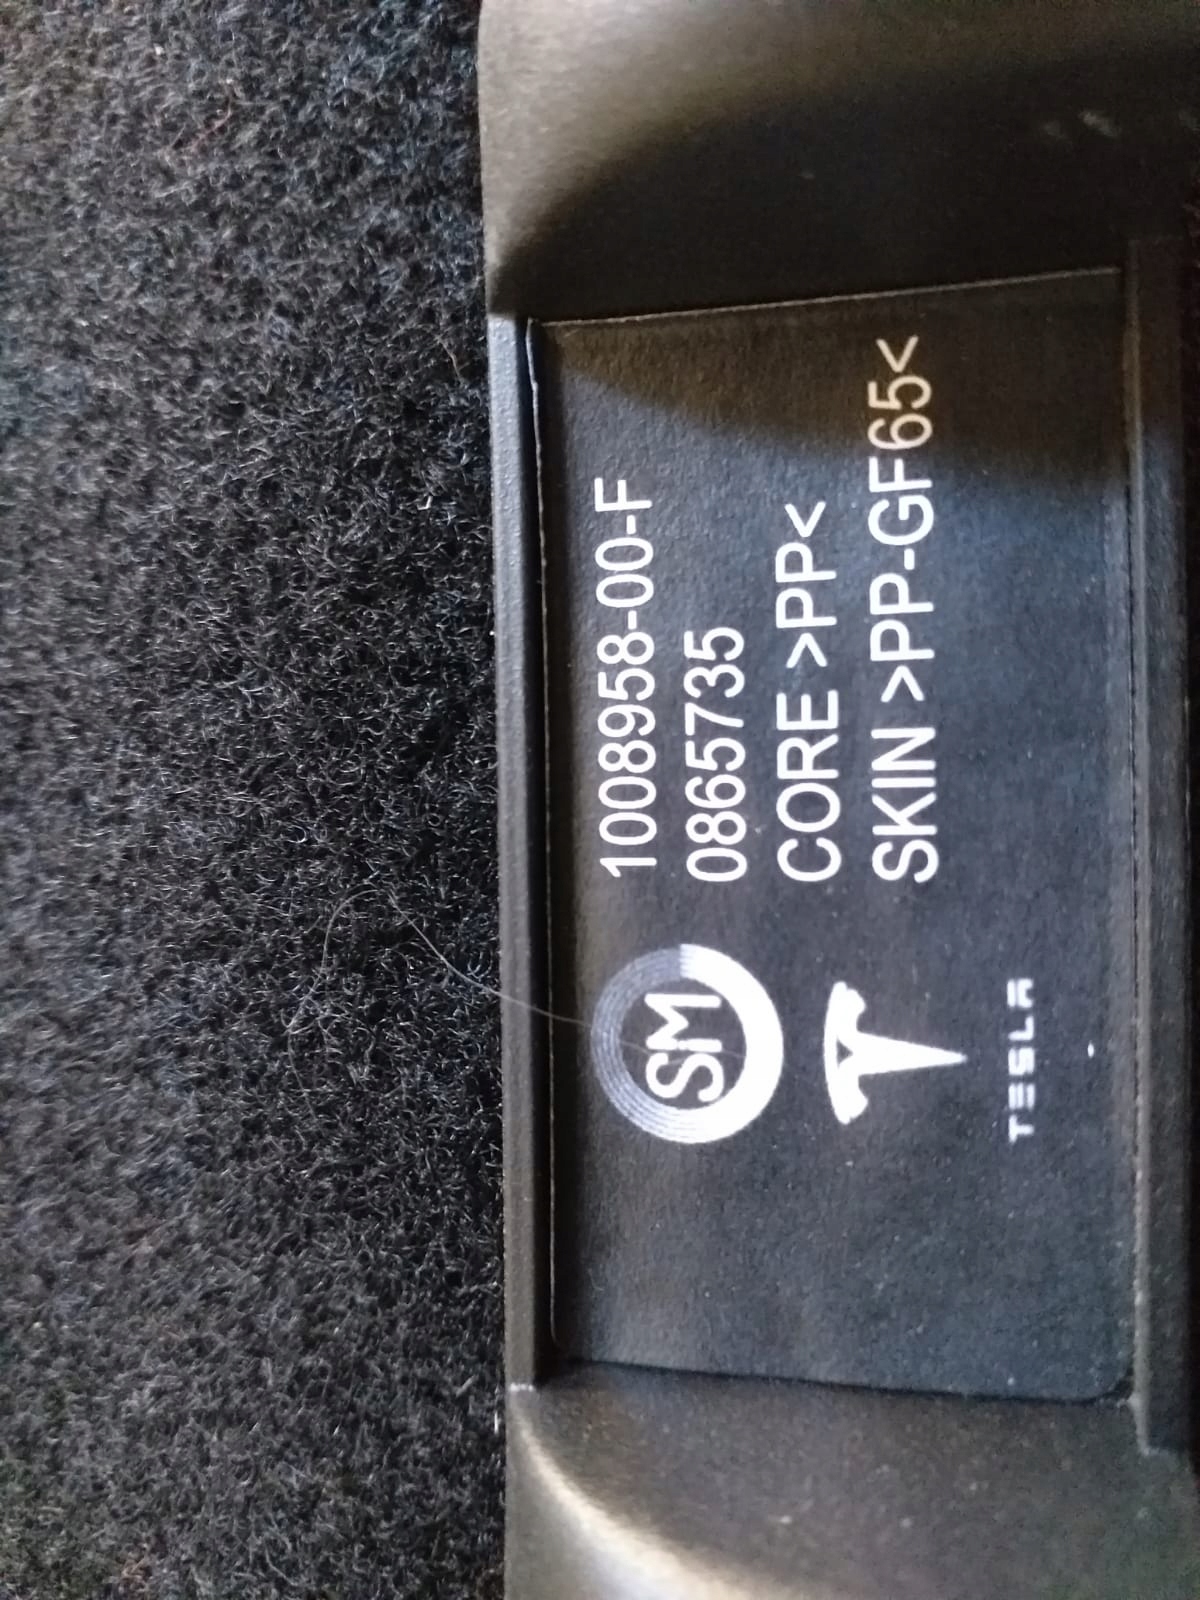 1008958-00-F
0865735
CORE >PP<
SKIN >PP-GF65<
SM
TESLA